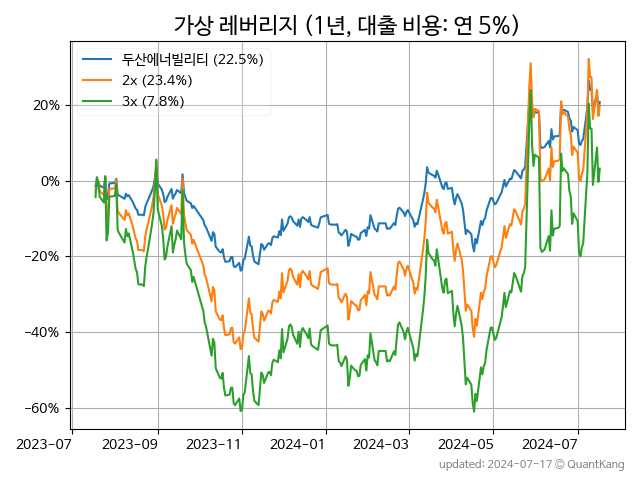 가상 레버리지 (1년, 대출 비용: 연 5%)
두산에너빌리티 (22.5%)
2x (23.4%)
3x (7.8%)
20%
0%
−20%
−40%
−60%
2023-07 2023-09 2023-11 2024-01 2024-03 2024-05 2024-07
updated: 2024-07-17 © QuantKang